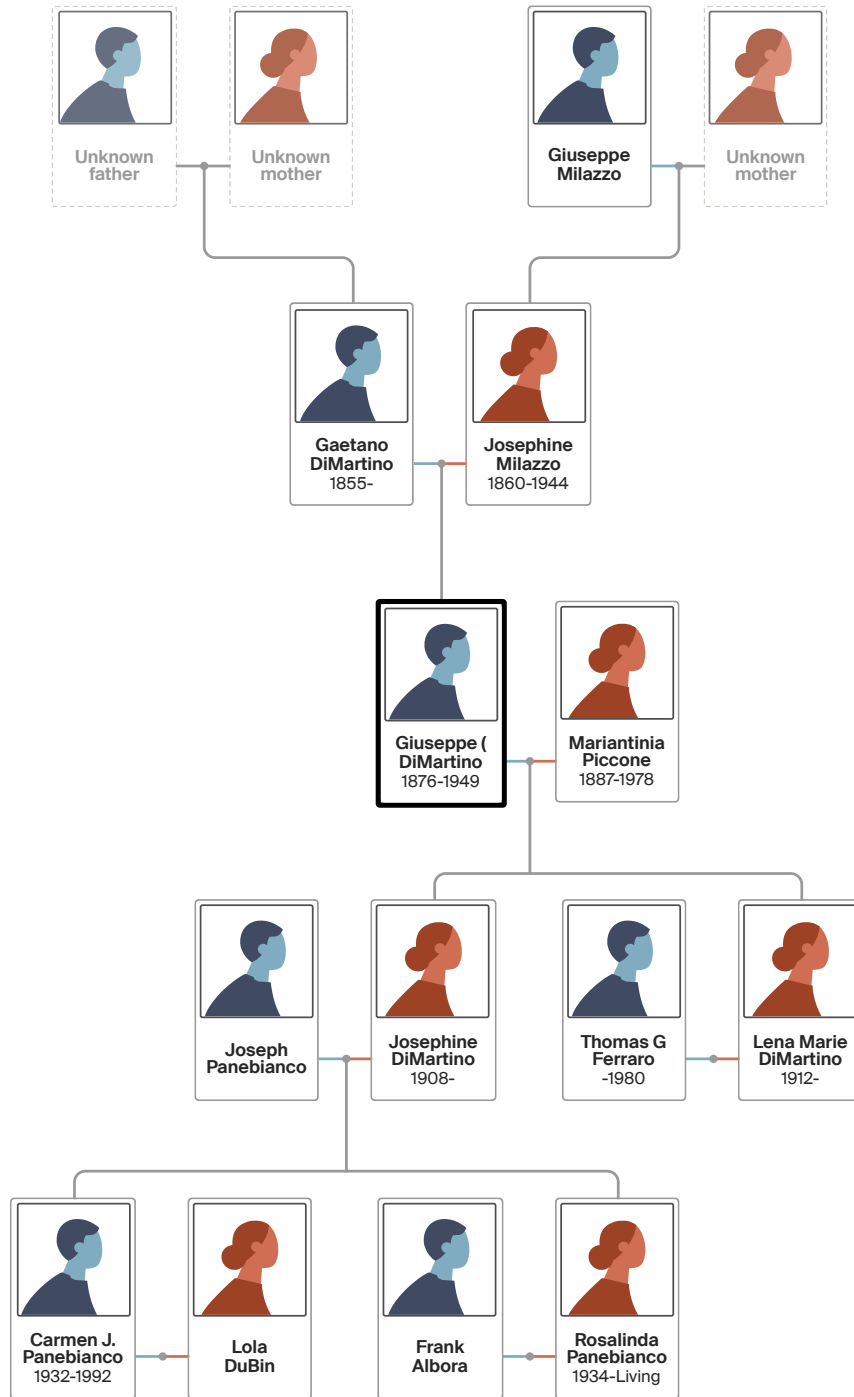 Unknown
father
Unknown
mother
Giuseppe
Milazzo
Unknown
mother
Gaetano
DiMartino
1855-
Josephine
Milazzo
1860-1944
Giuseppe (
DiMartino
1876-1949
Mariantinia
Piccone
1887-1978
Joseph
Panebianco
Josephine
DiMartino
1908-
Thomas G
Ferraro
-1980
Lena Marie
DiMartino
1912-
Carmen J.
Panebianco
1932-1992
Lola
DuBin
Frank
Albora
Rosalinda
Panebianco
1934-Living